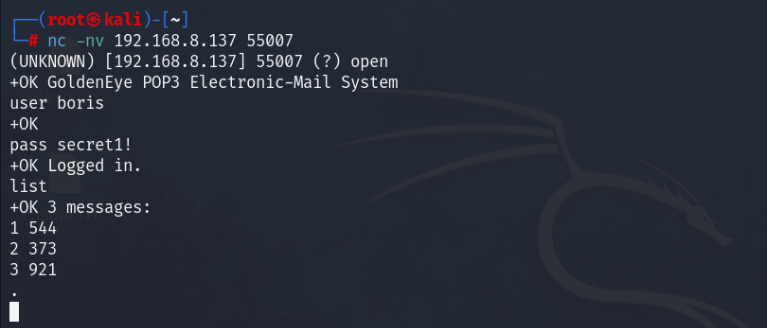 ┌──(root㉿kali)-[~]
└─# nc -nv 192.168.8.137 55007
(UNKNOWN) [192.168.8.137] 55007 (?) open
+OK GoldenEye POP3 Electronic-Mail System
user boris
+OK
pass secret1!
+OK Logged in.
list
+OK 3 messages:
1 544
2 373
3 921
.